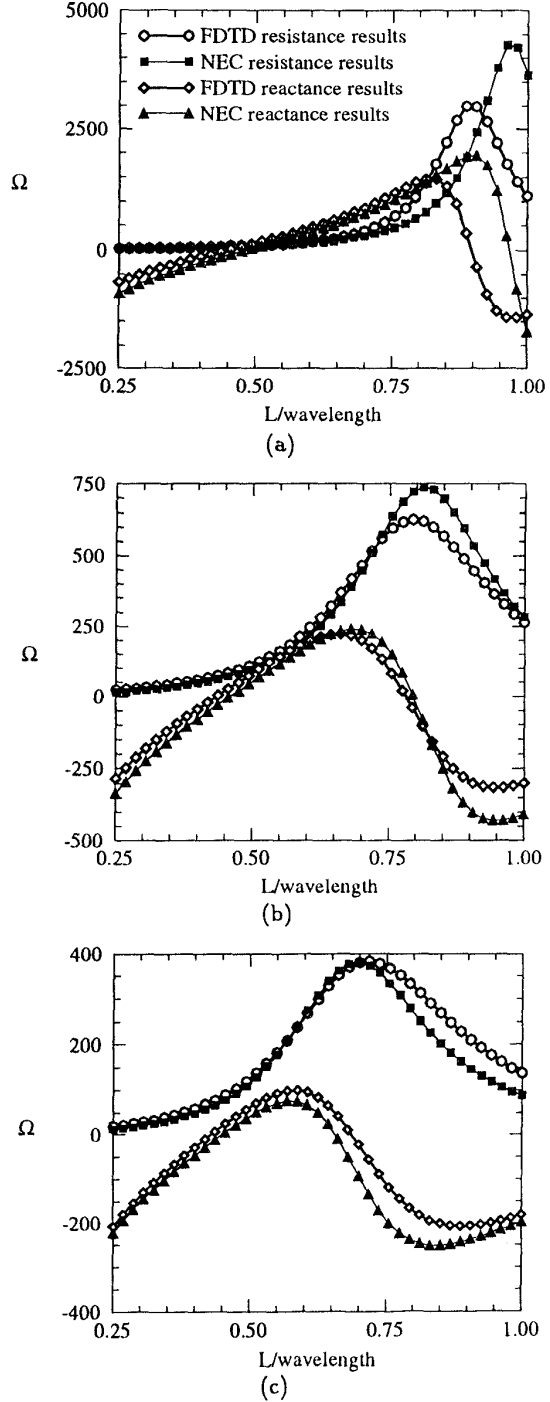 5000
FDTD resistance results
NEC resistance results
FDTD reactance results
NEC reactance results
2500
Ω
0
-2500
0.25 0.50 0.75 1.00
L/wavelength
(a)
750
500
250
Ω
0
-250
-500
0.25 0.50 0.75 1.00
L/wavelength
(b)
400
200
Ω
0
-200
-400
0.25 0.50 0.75 1.00
L/wavelength
(c)